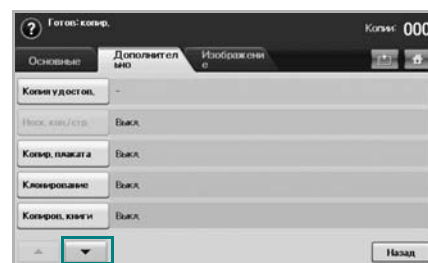 Готов: копир.
Копии: 000
Основные
Дополнител
ьно
Изображени
е
Копия удостов.
-
Неск. коп./стр.
Выкл.
Копир. плаката
Выкл.
Клонирование
Выкл.
Копиров. книги
Выкл.
Назад